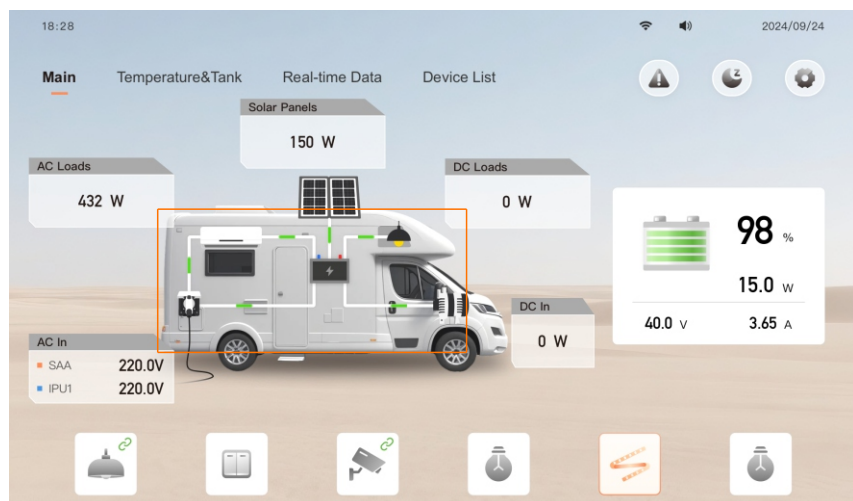 18:28
2024/09/24
Main
Temperature&Tank
Real-time Data
Device List
z
Solar Panels
150 W
AC Loads
432 W
DC Loads
0 W
98 %
15.0 W
40.0 V
3.65 A
DC In
0 W
AC In
SAA 220.0V
IPU1 220.0V